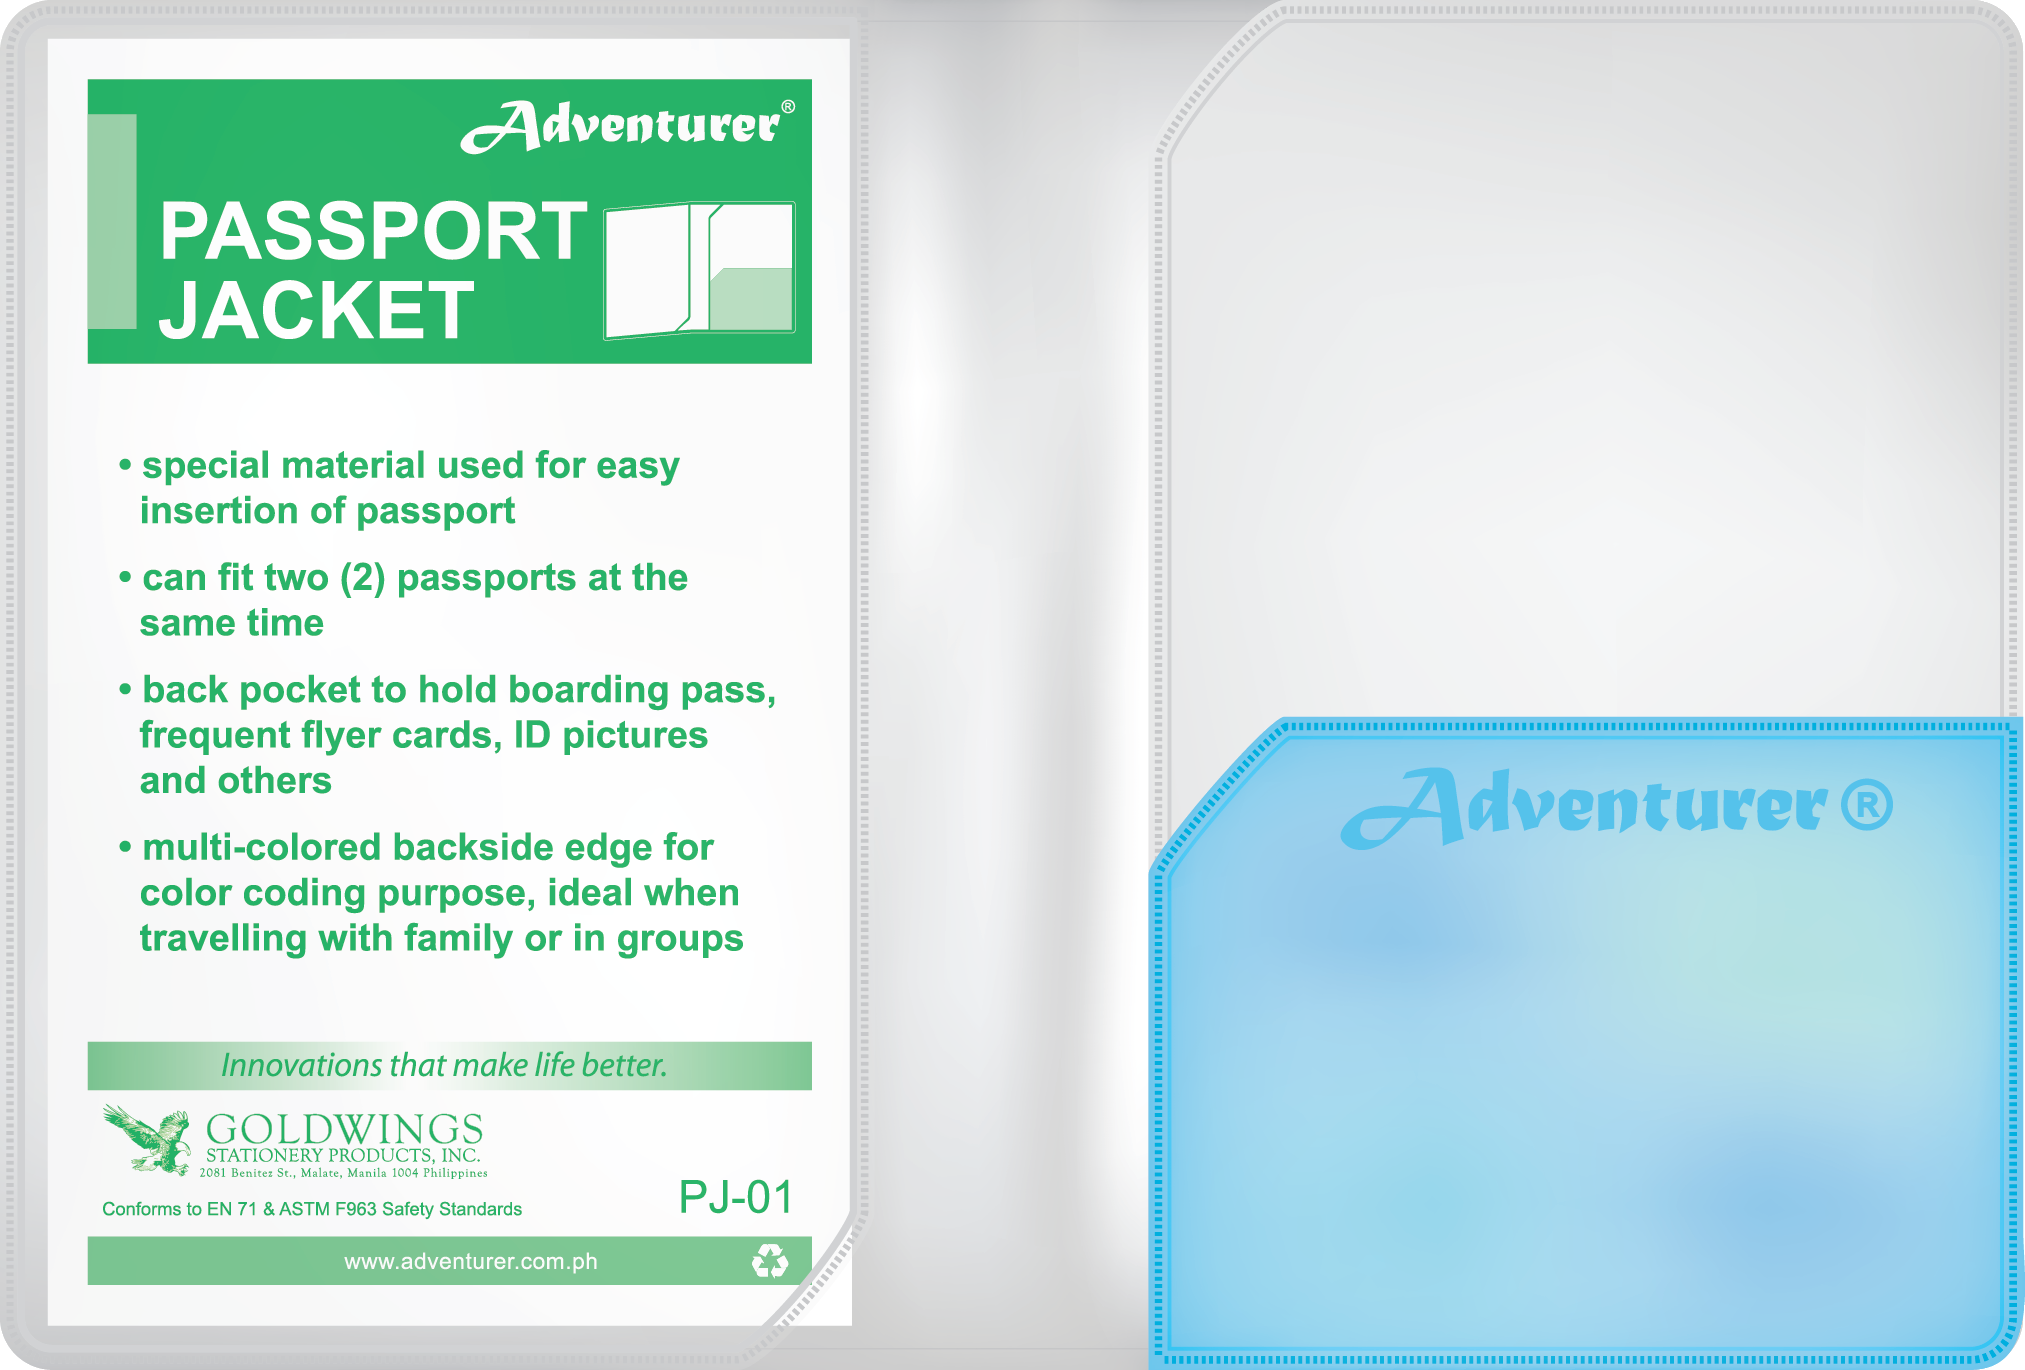 Adventurer®
PASSPORT
JACKET
• special material used for easy
insertion of passport
• can fit two (2) passports at the
same time
• back pocket to hold boarding pass,
frequent flyer cards, ID pictures
and others
• multi-colored backside edge for
color coding purpose, ideal when
travelling with family or in groups
Innovations that make life better.
GOLDWINGS
STATIONERY PRODUCTS, INC.
2081 Benitez St., Malate, Manila 1004 Philippines
Conforms to EN 71 & ASTM F963 Safety Standards
PJ-01
www.adventurer.com.ph
Adventurer®